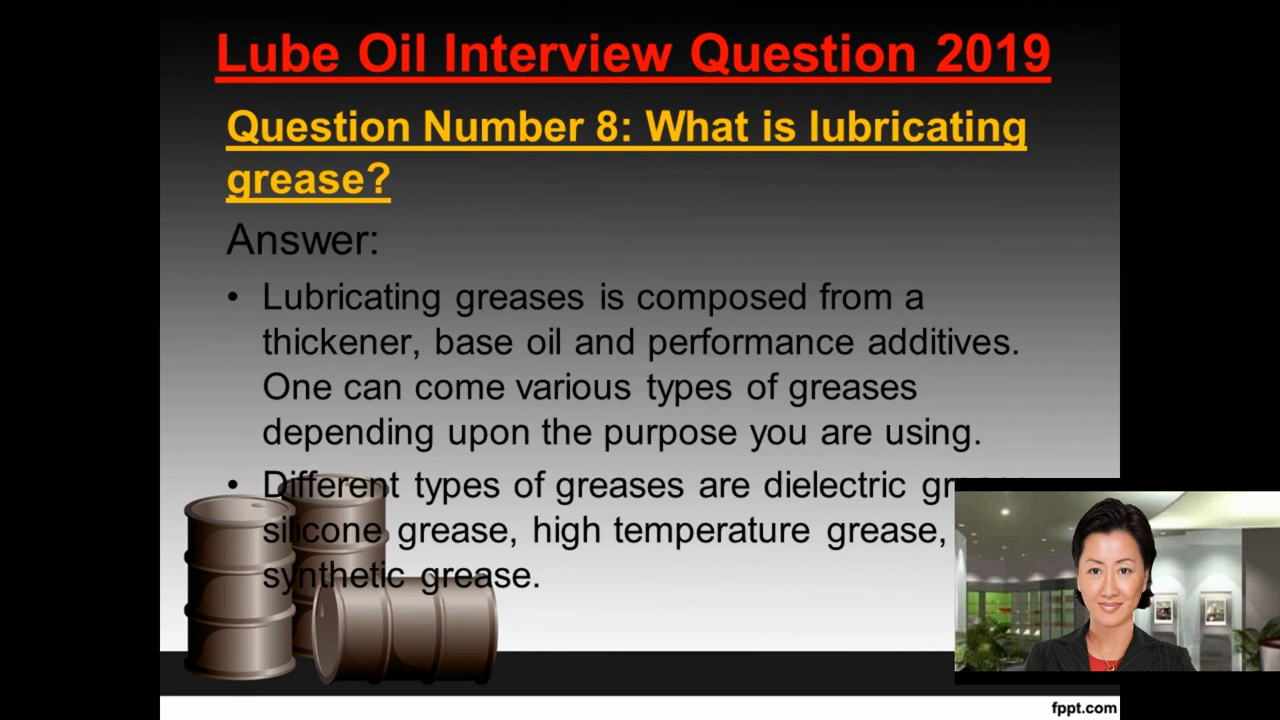 Lube Oil Interview Question 2019
Question Number 8: What is lubricating
grease?
Answer:
• Lubricating greases is composed from a
thickener, base oil and performance additives.
One can come various types of greases
depending upon the purpose you are using.
• Different types of greases are dielectric
silicone grease, high temperature grease,
synthetic grease.
fppt.com